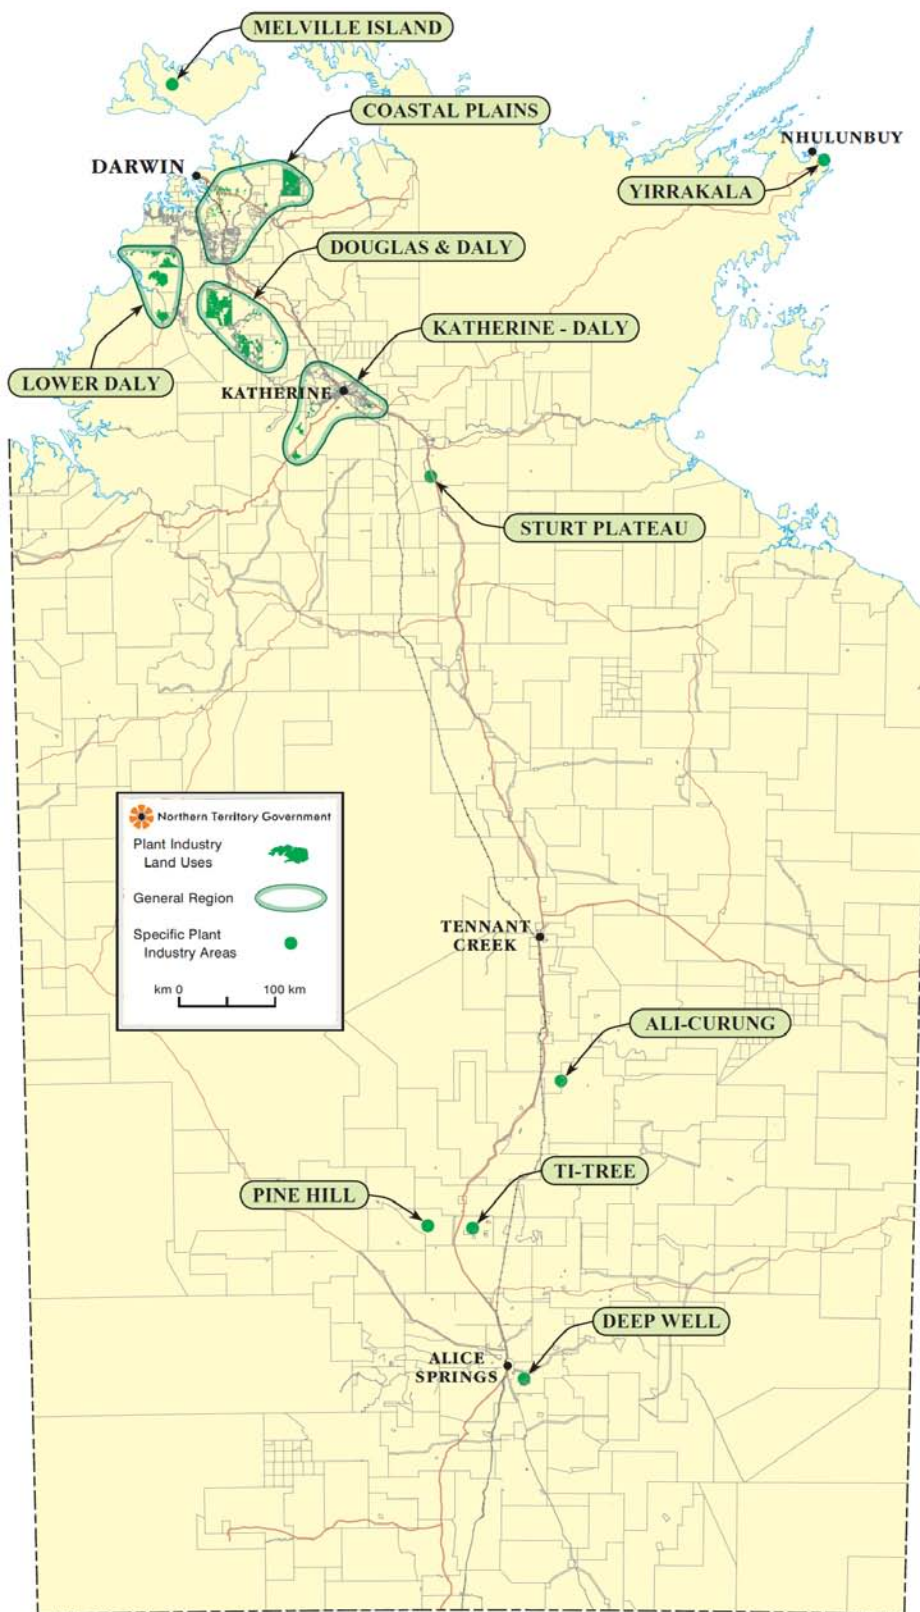 MELVILLE ISLAND
COASTAL PLAINS
DARWIN
NHULUNBUY
YIRRAKALA
DOUGLAS & DALY
KATHERINE - DALY
LOWER DALY
KATHERINE
STURT PLATEAU
Northern Territory Government
Plant Industry
Land Uses
General Region
Specific Plant
Industry Areas
km 0 100 km
TENNANT
CREEK
ALI-CURUNG
TI-TREE
PINE HILL
DEEP WELL
ALICE
SPRINGS